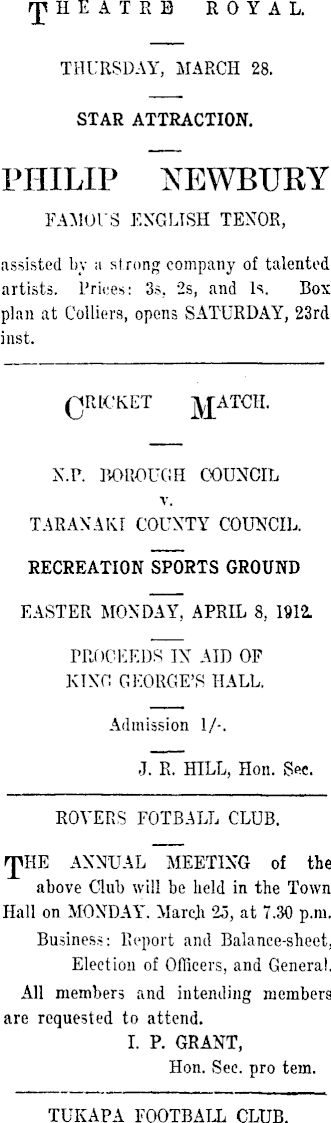 THEATRE ROYAL.
THURSDAY, MARCH 28.
STAR ATTRACTION.
PHILIP NEWBURY
FAMOUS ENGLISH TENOR,
assisted by a strong company of talented
artists. Prices: 3s, 2s, and 1s. Box
plan at Colliers, opens SATURDAY, 23rd
inst.
CRICKET MATCH.
N.P. BOROUGH COUNCIL
v.
TARANAKI COUNTY COUNCIL.
RECREATION SPORTS GROUND
EASTER MONDAY, APRIL 8, 1912.
PROCEEDS IN AID OF
KING GEORGE'S HALL.
Admission 1/-.
J. R. HILL, Hon. Sec.
ROVERS FOTBALL CLUB.
THE ANNUAL MEETING of the
above Club will be held in the Town
Hall on MONDAY. March 25, at 7.30 p.m.
Business: Report and Balance-sheet,
Election of Officers, and General.
All members and intending members
are requested to attend.
I. P. GRANT,
Hon. Sec. pro tem.
TUKAPA FOOTBALL CLUB.